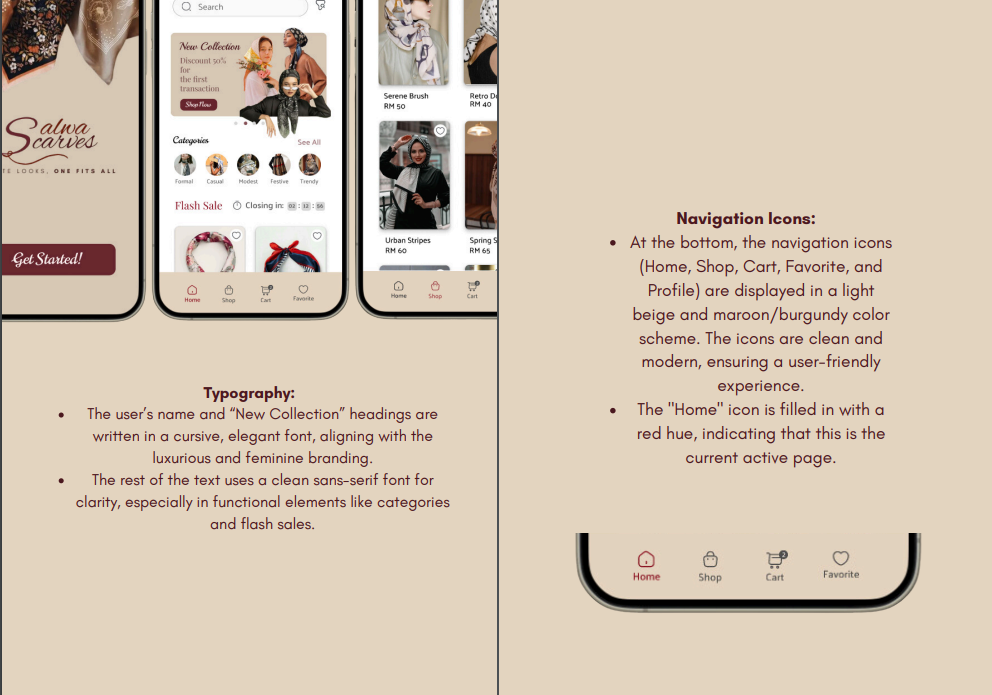 Salwa
Scarves
TE LOOKS, ONE FITS ALL
Get Started!
Search
New Collection
Discount 50%
for
the first
transaction
Shop Now
Categories
See All
Formal
Casual
Modest
Festive
Trendy
Flash Sale
Closing in: 02 : 12 : 56
Home
Shop
Cart
Favorite
Serene Brush
RM 50
Retro D
RM 40
Urban Stripes
RM 60
Spring S
RM 65
Home
Shop
Cart
Typography:
• The user’s name and “New Collection” headings are
written in a cursive, elegant font, aligning with the
luxurious and feminine branding.
• The rest of the text uses a clean sans-serif font for
clarity, especially in functional elements like categories
and flash sales.
Navigation Icons:
• At the bottom, the navigation icons
(Home, Shop, Cart, Favorite, and
Profile) are displayed in a light
beige and maroon/burgundy color
scheme. The icons are clean and
modern, ensuring a user-friendly
experience.
• The "Home" icon is filled in with a
red hue, indicating that this is the
current active page.
2
Home
Shop
Cart
Favorite